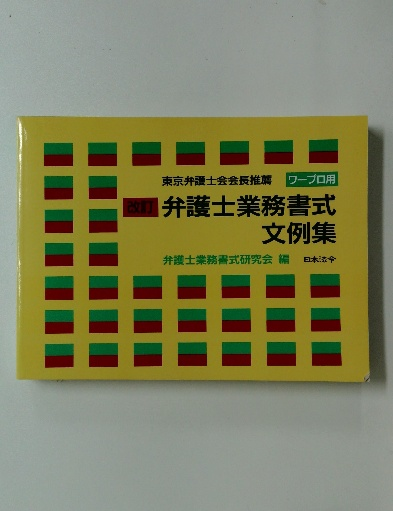 東京弁護士会会長推薦 ワープロ用
改訂 弁護士業務書式
文例集
弁護士業務書式研究会 編 日本法令